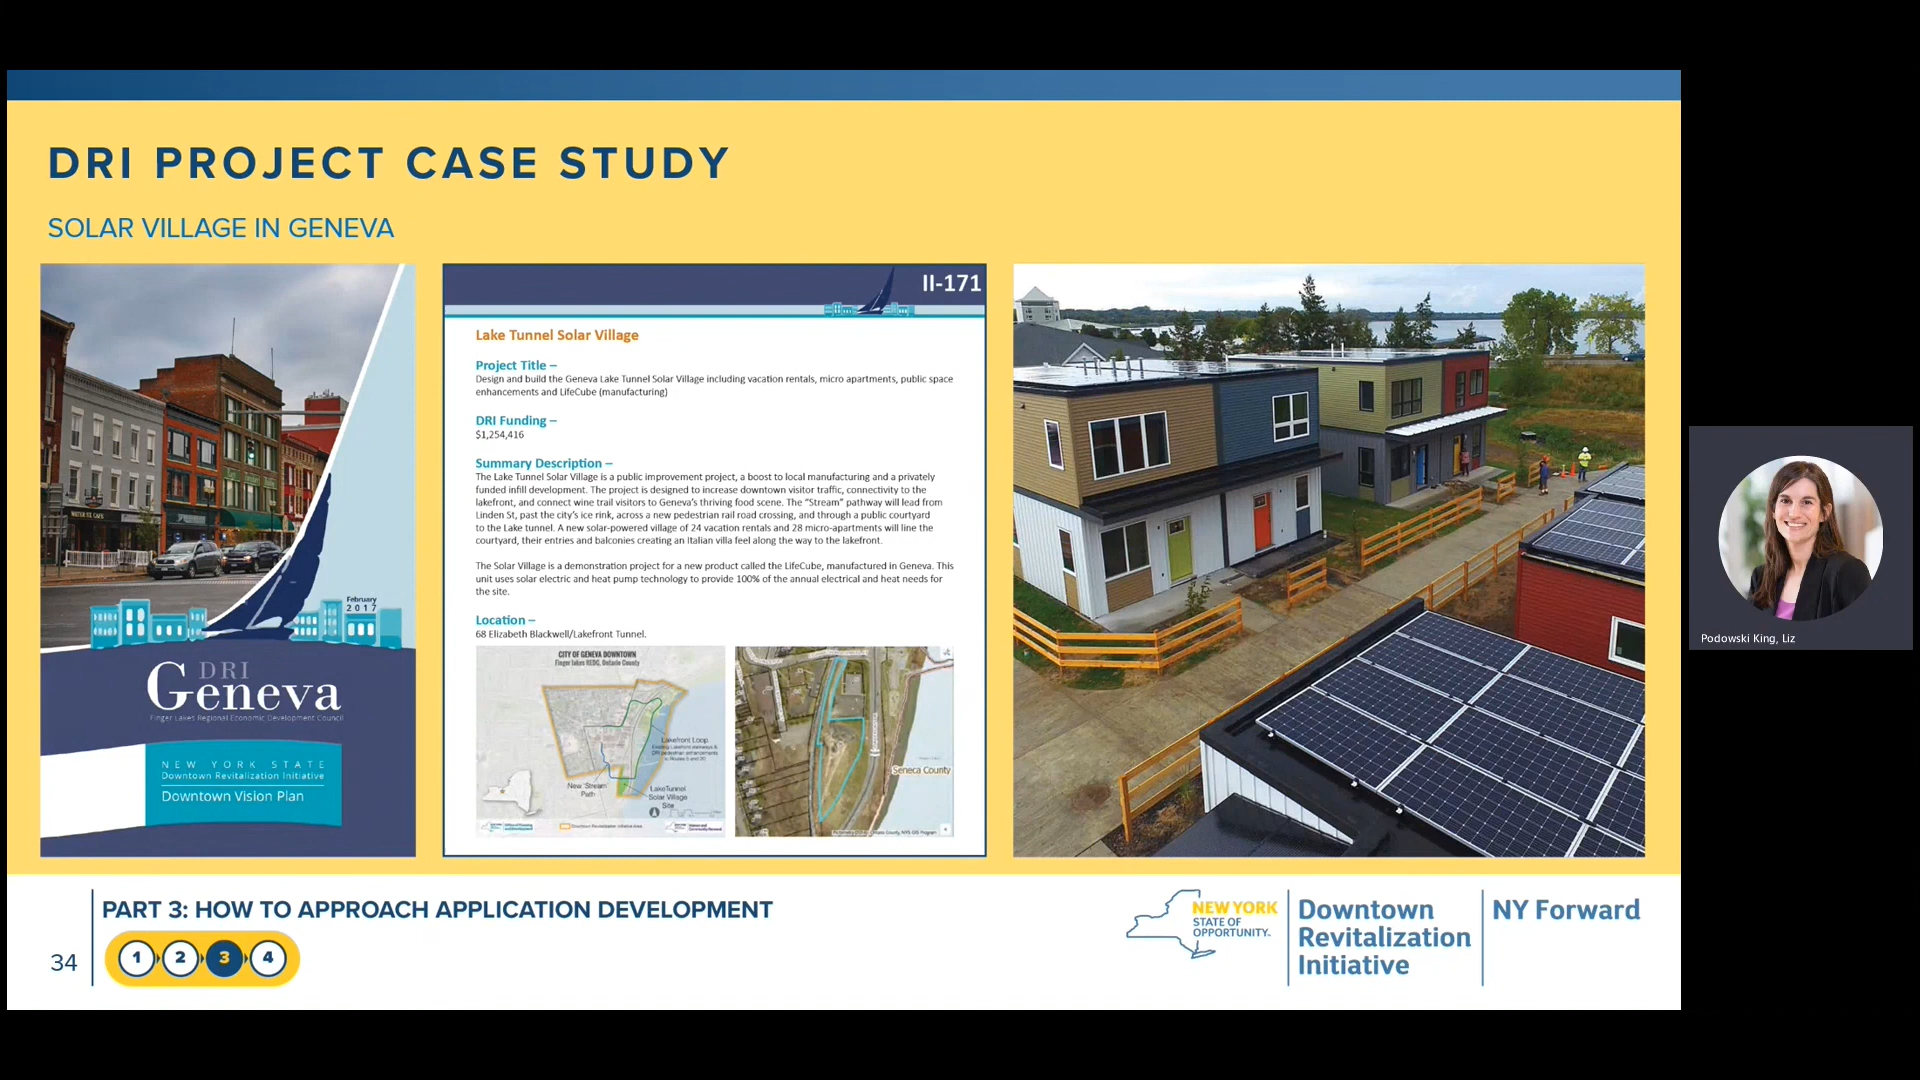 DRI PROJECT CASE STUDY
SOLAR VILLAGE IN GENEVA
WATER ST. CAFE
February
2017
DRI
Geneva
Finger Lakes Regional Economic Development Council
NEW YORK STATE
Downtown Revitalization Initiative
Downtown Vision Plan
II-171
Lake Tunnel Solar Village
Project Title –
Design and build the Geneva Lake Tunnel Solar Village including vacation rentals, micro apartments, public space
enhancements and LifeCube (manufacturing)
DRI Funding –
$1,254,416
Summary Description –
The Lake Tunnel Solar Village is a public improvement project, a boost to local manufacturing and a privately
funded infill development. The project is designed to increase downtown visitor traffic, connectivity to the
lakefront, and connect wine trail visitors to Geneva's thriving food scene. The "Stream" pathway will lead from
Linden St, past the city's ice rink, across a new pedestrian rail road crossing, and through a public courtyard
to the Lake tunnel. A new solar-powered village of 24 vacation rentals and 28 micro-apartments will line the
courtyard, their entries and balconies creating an Italian villa feel along the way to the lakefront.
The Solar Village is a demonstration project for a new product called the LifeCube, manufactured in Geneva. This
unit uses solar electric and heat pump technology to provide 100% of the annual electrical and heat needs for
the site.
Location –
68 Elizabeth Blackwell/Lakefront Tunnel.
CITY OF GENEVA DOWNTOWN
Finger Lakes REDC, Ontario County
Lakefront Loop
New Stream
Path
Lake Tunnel
Solar Village
Site
Downtown Revitalization Initiative Area
Seneca County
34
PART 3: HOW TO APPROACH APPLICATION DEVELOPMENT
1 2 3 4
NEW YORK
STATE OF
OPPORTUNITY.
Downtown
Revitalization
Initiative
NY Forward
Podowski King, Liz